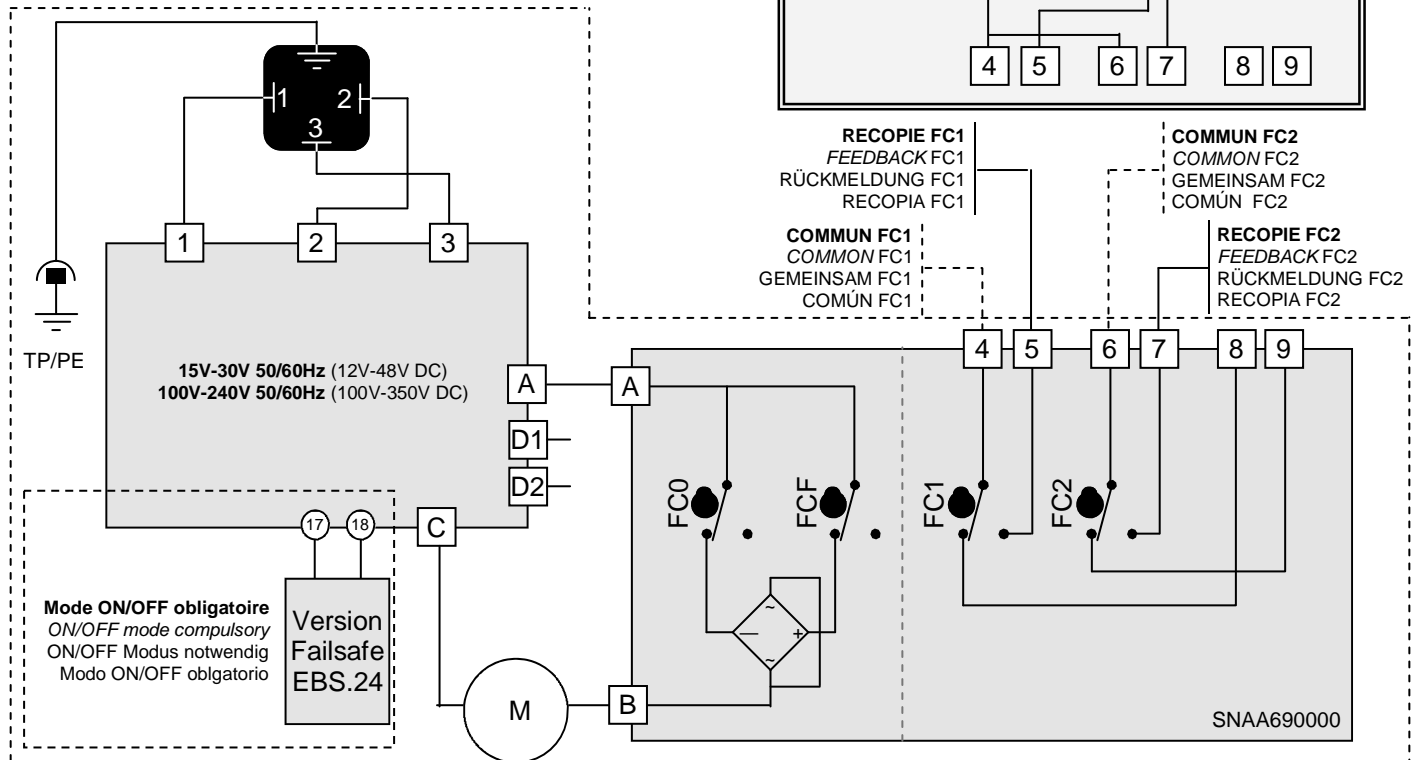 4 5 6 7 8 9
1 2
3
RECOPIE FC1
FEEDBACK FC1
RÜCKMELDUNG FC1
RECOPIA FC1
COMMUN FC2
COMMON FC2
GEMEINSAM FC2
COMÚN FC2
COMMUN FC1
COMMON FC1
GEMEINSAM FC1
COMÚN FC1
RECOPIE FC2
FEEDBACK FC2
RÜCKMELDUNG FC2
RECOPIA FC2
1 2 3
TP/PE
15V-30V 50/60Hz (12V-48V DC)
100V-240V 50/60Hz (100V-350V DC)
A
D1
D2
C
17 18
Mode ON/OFF obligatoire
ON/OFF mode compulsory
ON/OFF Modus notwendig
Modo ON/OFF oblgatorio
Version
Failsafe
EBS.24
M
A
B
4 5 6 7 8 9
FC0
FCF
FC1
FC2
~
— +
~
SNAA690000